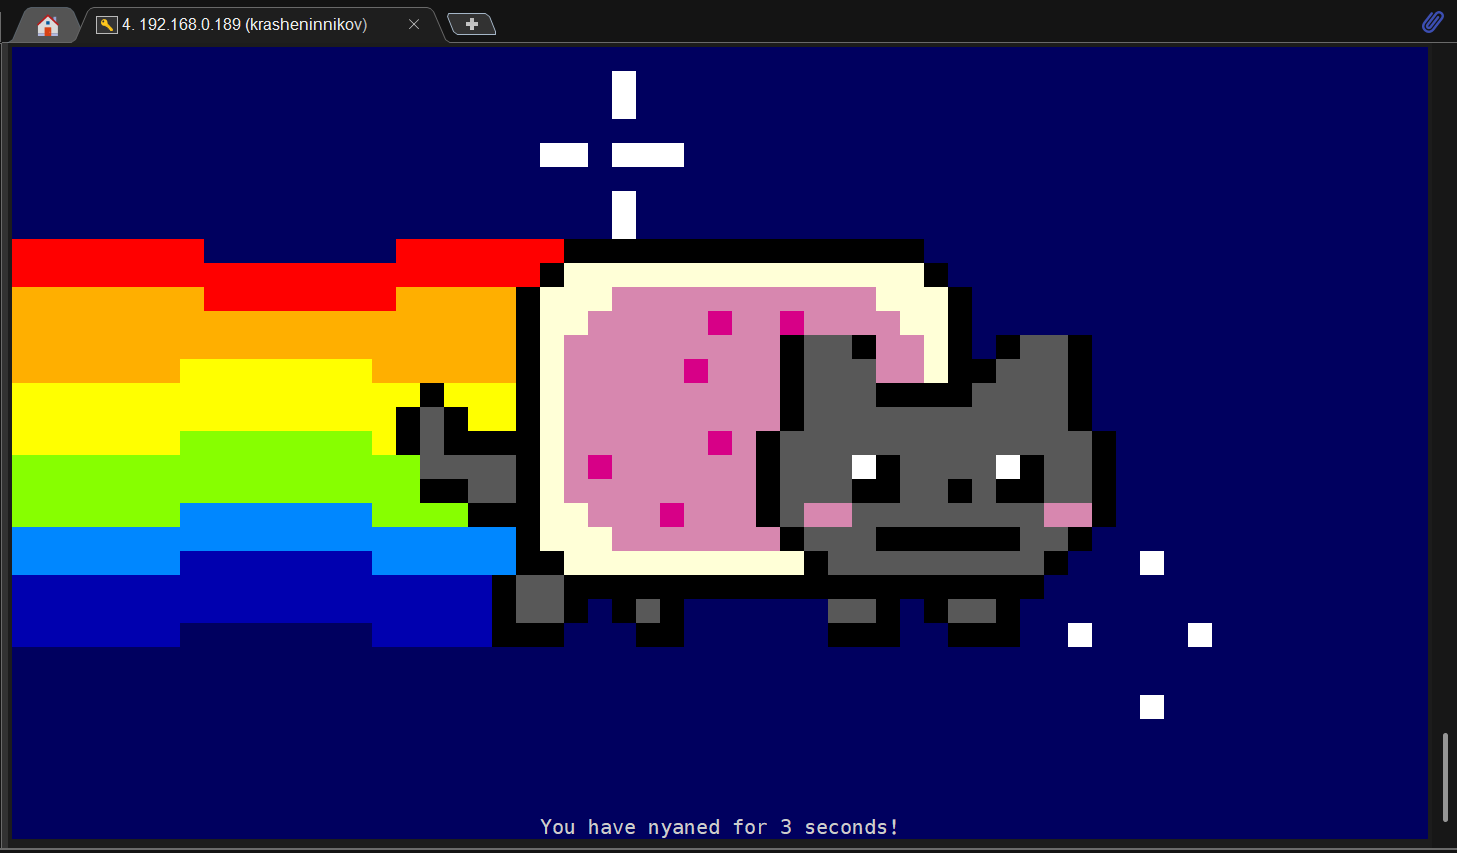 4. 192.168.0.189 (krasheninnikov)
You have nyaned for 3 seconds!